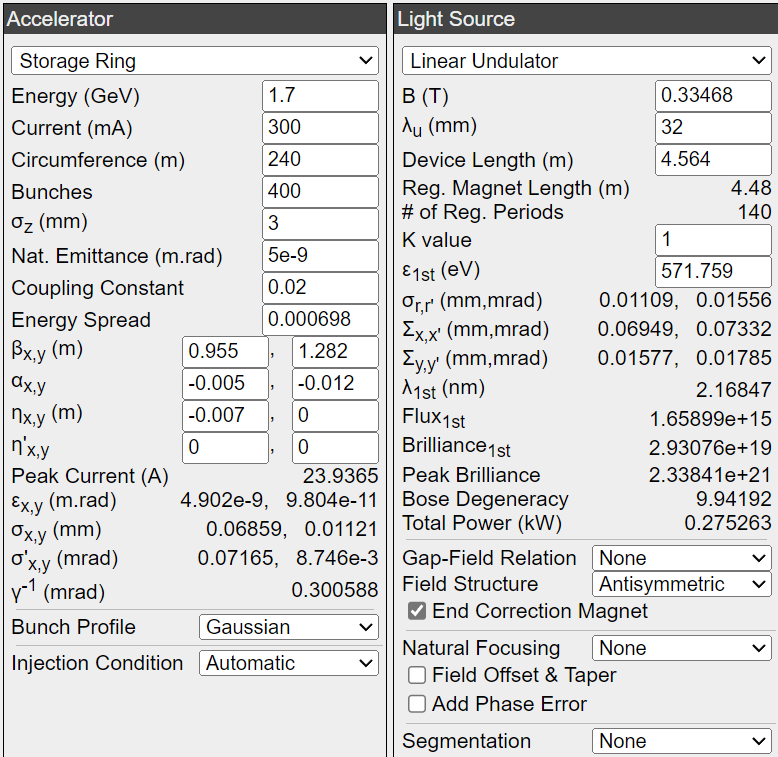 Accelerator
Storage Ring
Energy (GeV) 1.7
Current (mA) 300
Circumference (m) 240
Bunches 400
σz (mm) 3
Nat. Emittance (m.rad) 5e-9
Coupling Constant 0.02
Energy Spread 0.000698
βx,y (m) 0.955 , 1.282
αx,y -0.005 , -0.012
ηx,y (m) -0.007 , 0
η'x,y 0 , 0
Peak Current (A) 23.9365
εx,y (m.rad) 4.902e-9, 9.804e-11
σx,y (mm) 0.06859, 0.01121
σ'x,y (mrad) 0.07165, 8.746e-3
γ-1 (mrad) 0.300588
Bunch Profile Gaussian
Injection Condition Automatic
Light Source
Linear Undulator
B (T) 0.33468
λu (mm) 32
Device Length (m) 4.564
Reg. Magnet Length (m) 4.48
# of Reg. Periods 140
K value 1
ε1st (eV) 571.759
σr,r' (mm,mrad) 0.01109, 0.01556
Σx,x' (mm,mrad) 0.06949, 0.07332
Σy,y' (mm,mrad) 0.01577, 0.01785
λ1st (nm) 2.16847
Flux1st 1.65899e+15
Brilliance1st 2.93076e+19
Peak Brilliance 2.33841e+21
Bose Degeneracy 9.94192
Total Power (kW) 0.275263
Gap-Field Relation None
Field Structure Antisymmetric
End Correction Magnet
Natural Focusing None
Field Offset & Taper
Add Phase Error
Segmentation None